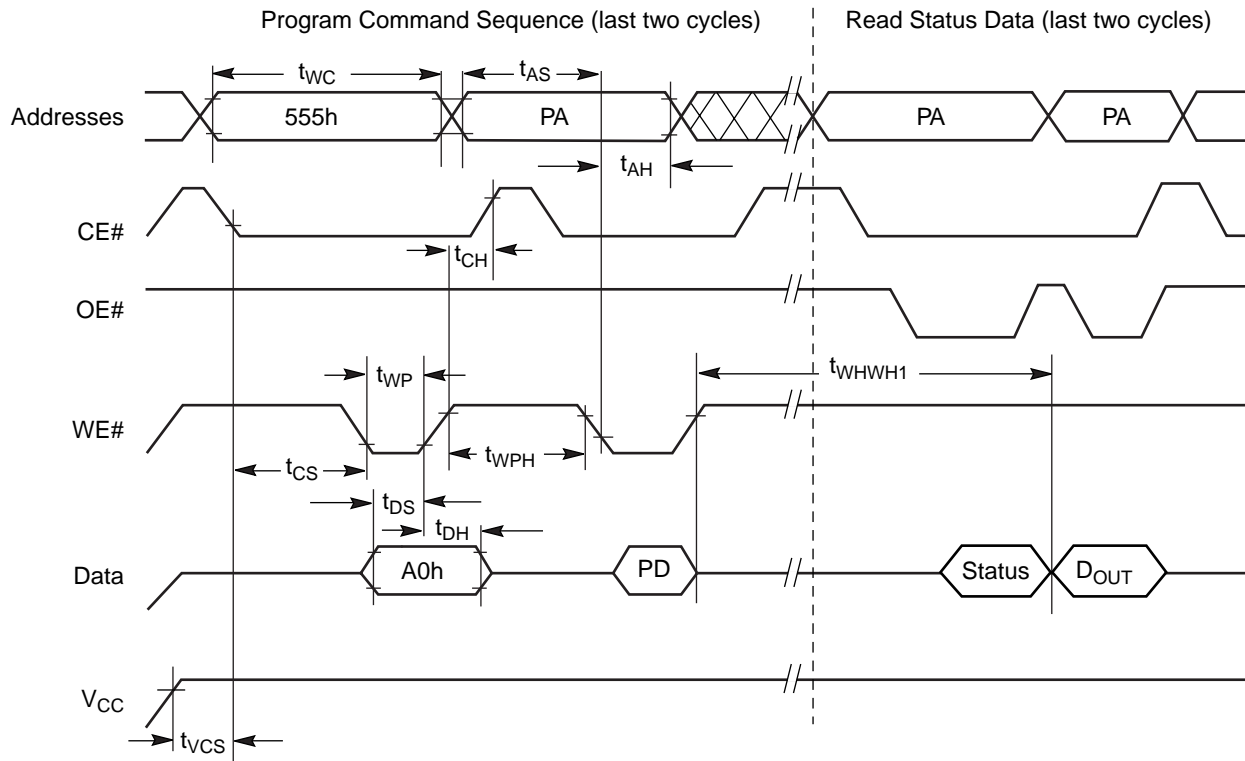 Program Command Sequence (last two cycles)
Read Status Data (last two cycles)
tWC
tAS
Addresses
555h
PA
PA
PA
tAH
CE#
tCH
OE#
tWP
tWHWH1
WE#
tCS
tWPH
tDS
tDH
Data
A0h
PD
Status
DOUT
VCC
tVCS